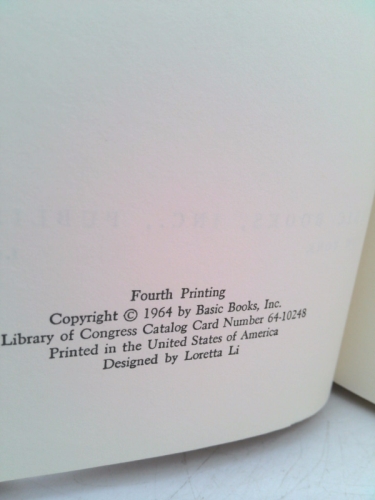 Fourth Printing
Copyright © 1964 by Basic Books, Inc.
Library of Congress Catalog Card Number 64-10248
Printed in the United States of America
Designed by Loretta Li